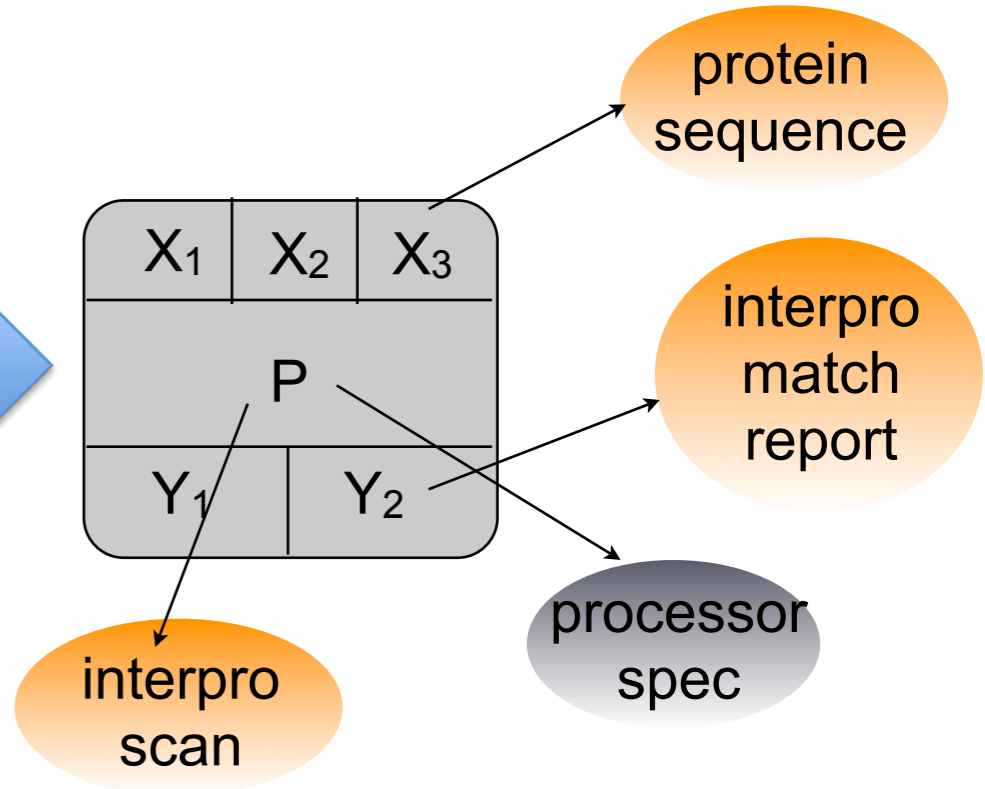 protein
sequence
X₁ X₂ X₃
interpro
match
report
P
Y₁ Y₂
processor
spec
interpro
scan